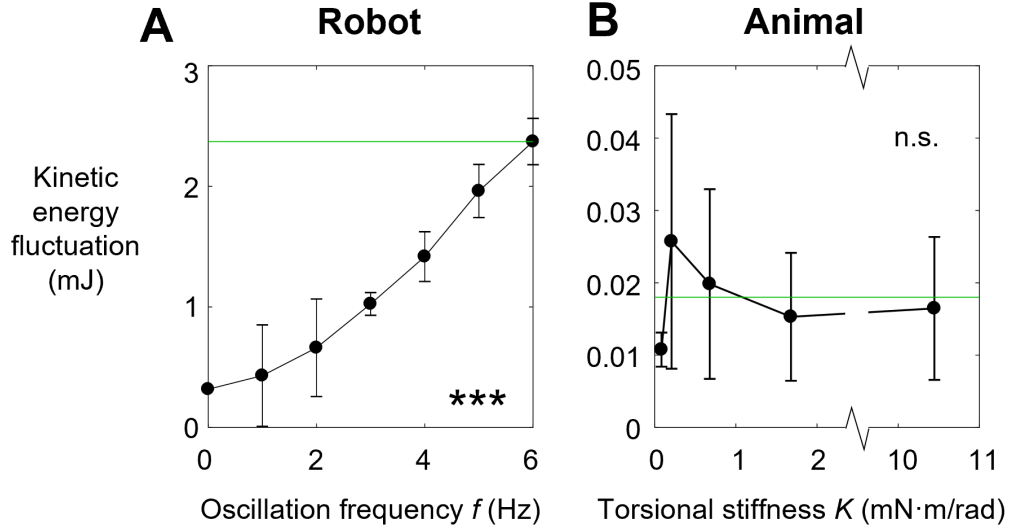 A
Robot
B
Animal
Kinetic
energy
fluctuation
(mJ)
3
2
1
0
0 2 4 6
***
Oscillation frequency f (Hz)
0.05
0.04
0.03
0.02
0.01
0
n.s.
0 1 2 10 11
Torsional stiffness K (mN·m/rad)